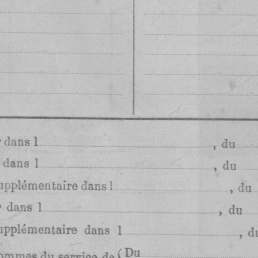 dans l , du
dans l , du
upplémentaire dans l , du
dans l , du
upplémentaire dans l , du
ommes du service de { Du